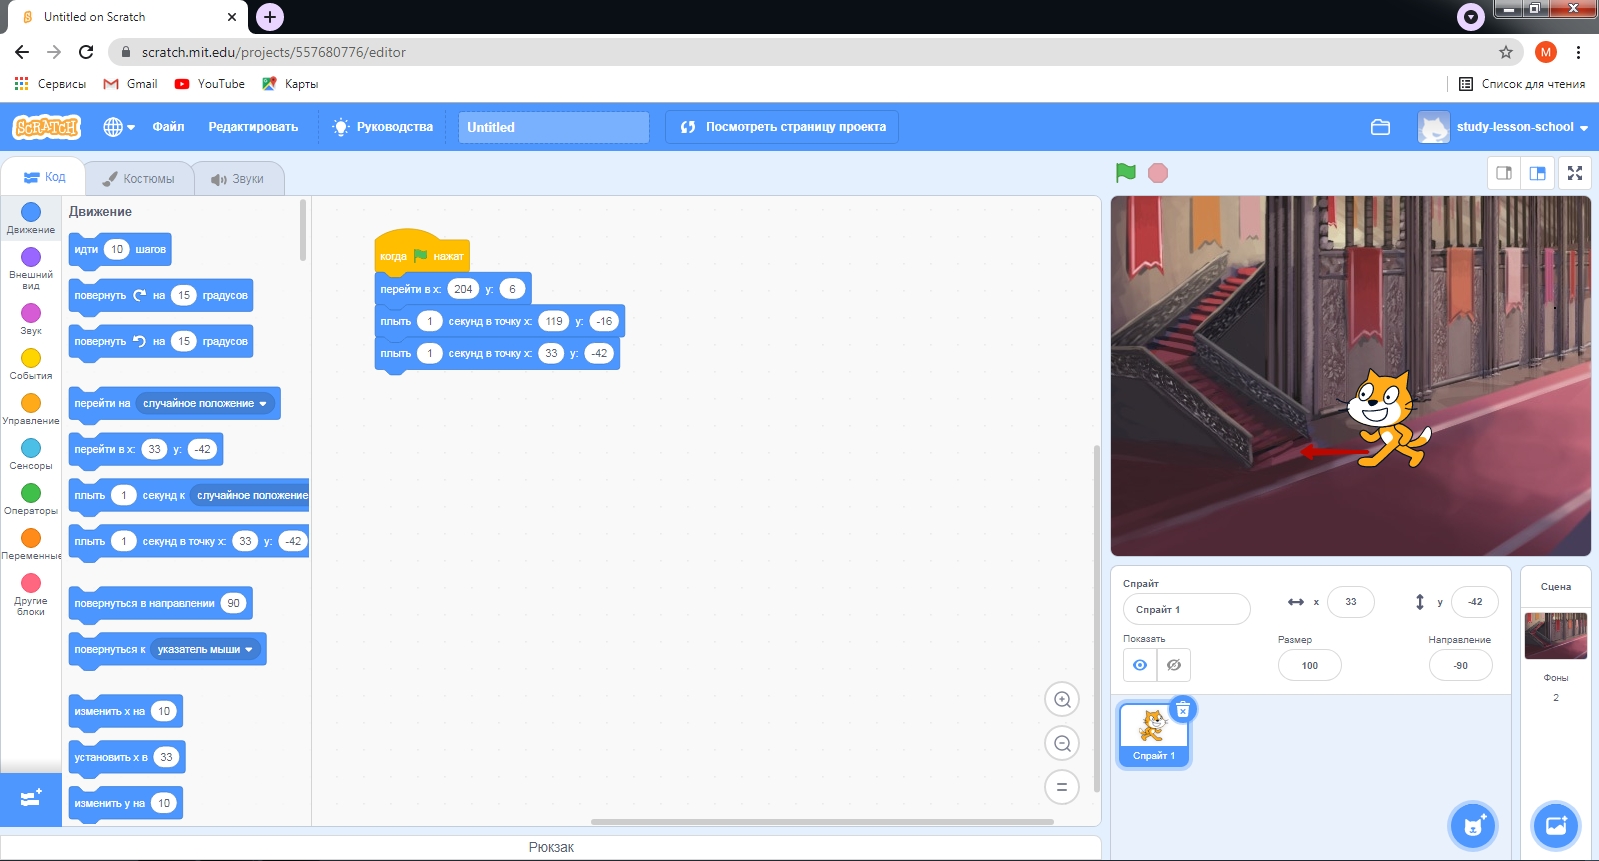 Untitled on Scratch
scratch.mit.edu/projects/557680776/editor
M
Сервисы Gmail YouTube Карты Список для чтения
SCRATCH Файл Редактировать Руководства Untitled Посмотреть страницу проекта study-lesson-school
Код Костюмы Звуки
Движение
Внешний вид
Звук
События
Управление
Сенсоры
Операторы
Переменные
Другие блоки
Движение
идти 10 шагов
повернуть на 15 градусов
повернуть на 15 градусов
перейти на случайное положение
перейти в x: 33 y: -42
плыть 1 секунд к случайное положение
плыть 1 секунд в точку x: 33 y: -42
повернуться в направлении 90
повернуться к указатель мыши
изменить x на 10
установить x в 33
изменить y на 10
когда нажат
перейти в x: 204 y: 6
плыть 1 секунд в точку x: 119 y: -16
плыть 1 секунд в точку x: 33 y: -42
Рюкзак
Спрайт
Спрайт 1 x 33 y -42
Показать Размер Направление
100 -90
Спрайт 1
Сцена
Фоны
2